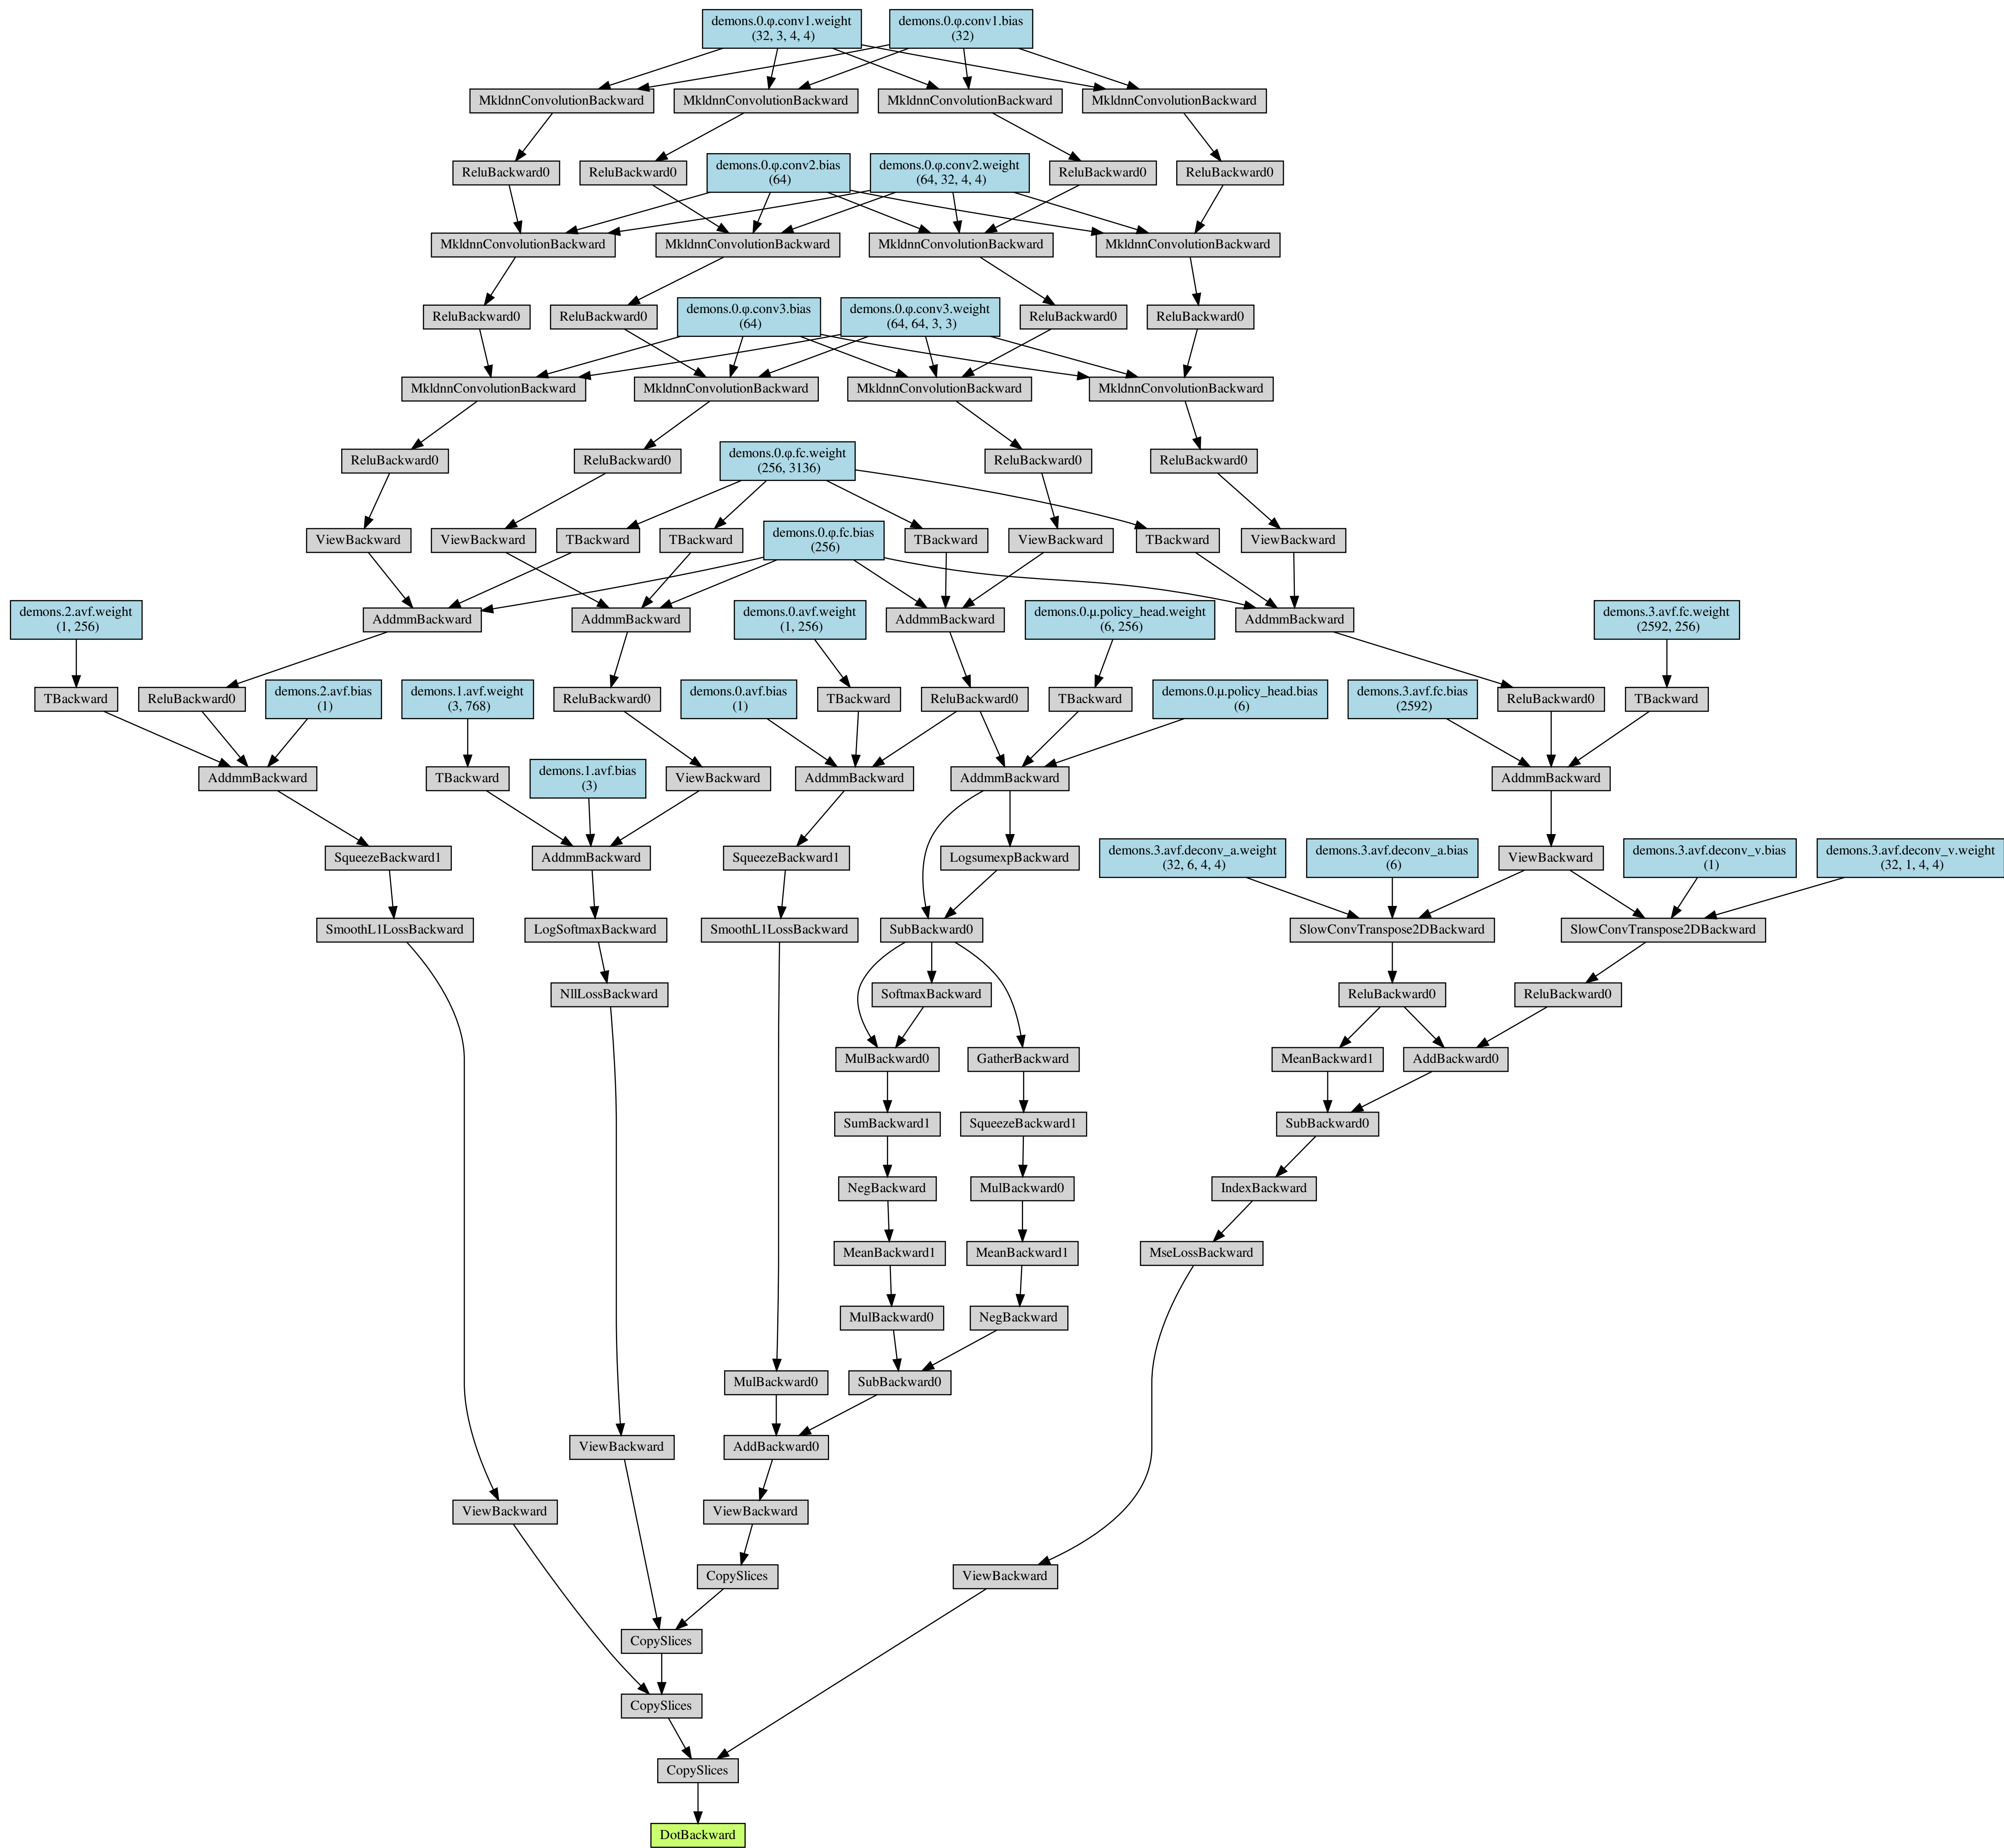 demons.0.φ.conv1.weight
(32, 3, 4, 4)
demons.0.φ.conv1.bias
(32)
MkldnnConvolutionBackward
MkldnnConvolutionBackward
MkldnnConvolutionBackward
MkldnnConvolutionBackward
ReluBackward0
ReluBackward0
demons.0.φ.conv2.bias
(64)
demons.0.φ.conv2.weight
(64, 32, 4, 4)
ReluBackward0
ReluBackward0
MkldnnConvolutionBackward
MkldnnConvolutionBackward
MkldnnConvolutionBackward
MkldnnConvolutionBackward
ReluBackward0
ReluBackward0
demons.0.φ.conv3.bias
(64)
demons.0.φ.conv3.weight
(64, 64, 3, 3)
ReluBackward0
ReluBackward0
MkldnnConvolutionBackward
MkldnnConvolutionBackward
MkldnnConvolutionBackward
MkldnnConvolutionBackward
ReluBackward0
ReluBackward0
demons.0.φ.fc.weight
(256, 3136)
ReluBackward0
ReluBackward0
ViewBackward
ViewBackward
TBackward
TBackward
demons.0.φ.fc.bias
(256)
TBackward
ViewBackward
TBackward
ViewBackward
demons.2.avf.weight
(1, 256)
AddmmBackward
AddmmBackward
demons.0.avf.weight
(1, 256)
AddmmBackward
demons.0.μ.policy_head.weight
(6, 256)
AddmmBackward
demons.3.avf.fc.weight
(2592, 256)
TBackward
ReluBackward0
demons.2.avf.bias
(1)
demons.1.avf.weight
(3, 768)
ReluBackward0
demons.0.avf.bias
(1)
TBackward
ReluBackward0
TBackward
demons.0.μ.policy_head.bias
(6)
demons.3.avf.fc.bias
(2592)
ReluBackward0
TBackward
AddmmBackward
TBackward
demons.1.avf.bias
(3)
ViewBackward
AddmmBackward
AddmmBackward
AddmmBackward
SqueezeBackward1
AddmmBackward
SqueezeBackward1
LogsumexpBackward
demons.3.avf.deconv_a.weight
(32, 6, 4, 4)
demons.3.avf.deconv_a.bias
(6)
ViewBackward
demons.3.avf.deconv_v.bias
(1)
demons.3.avf.deconv_v.weight
(32, 1, 4, 4)
SmoothL1LossBackward
LogSoftmaxBackward
SmoothL1LossBackward
SubBackward0
SlowConvTranspose2DBackward
SlowConvTranspose2DBackward
NllLossBackward
SoftmaxBackward
ReluBackward0
ReluBackward0
MulBackward0
GatherBackward
MeanBackward1
AddBackward0
SumBackward1
SqueezeBackward1
SubBackward0
NegBackward
MulBackward0
IndexBackward
MeanBackward1
MeanBackward1
MseLossBackward
MulBackward0
NegBackward
MulBackward0
SubBackward0
ViewBackward
AddBackward0
ViewBackward
ViewBackward
CopySlices
ViewBackward
CopySlices
CopySlices
CopySlices
DotBackward